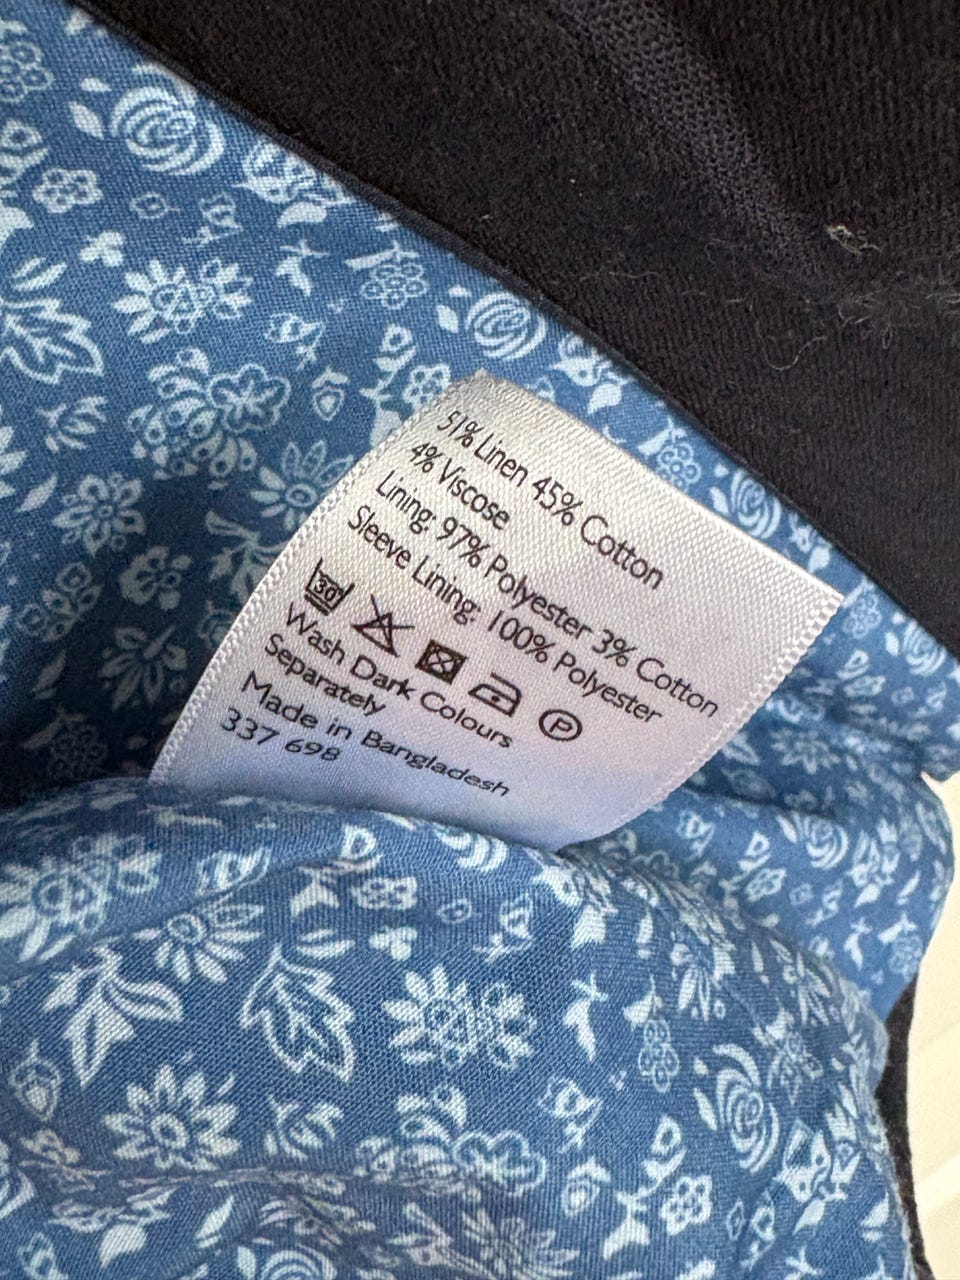 51% Linen 45% Cotton
4% Viscose
Lining: 97% Polyester 3% Cotton
Sleeve Lining: 100% Polyester
30°
P
Wash Dark Colours
Separately
Made in Bangladesh
337 698